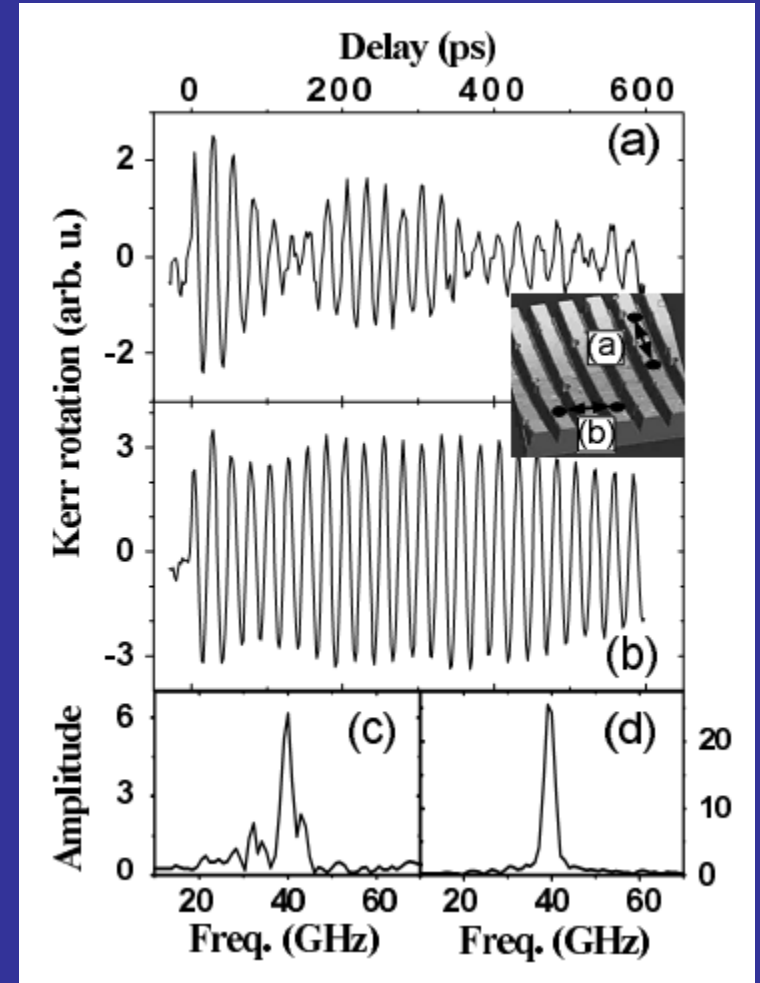 Delay (ps)
0 200 400 600
(a)
2
0
-2
Kerr rotation (arb. u.)
(a)
(b)
3
0
-3
(b)
Amplitude
6
3
0
(c)
(d)
20
10
0
20 40 60 20 40 60
Freq. (GHz) Freq. (GHz)